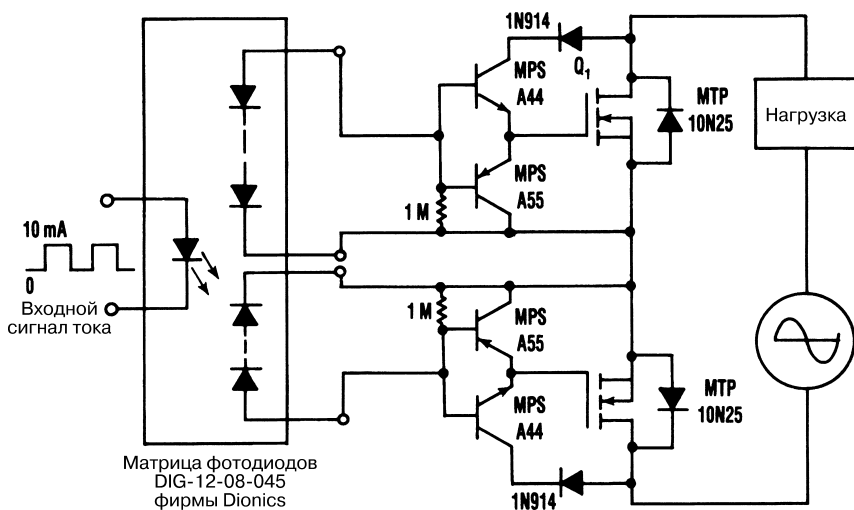 1N914
Q1
MPS
A44
MTP
10N25
Нагрузка
MPS
A55
1 M
10 mA
0
Входной
сигнал тока
1 M
MPS
A55
MPS
A44
MTP
10N25
1N914
Матрица фотодиодов
DIG-12-08-045
фирмы Dionics